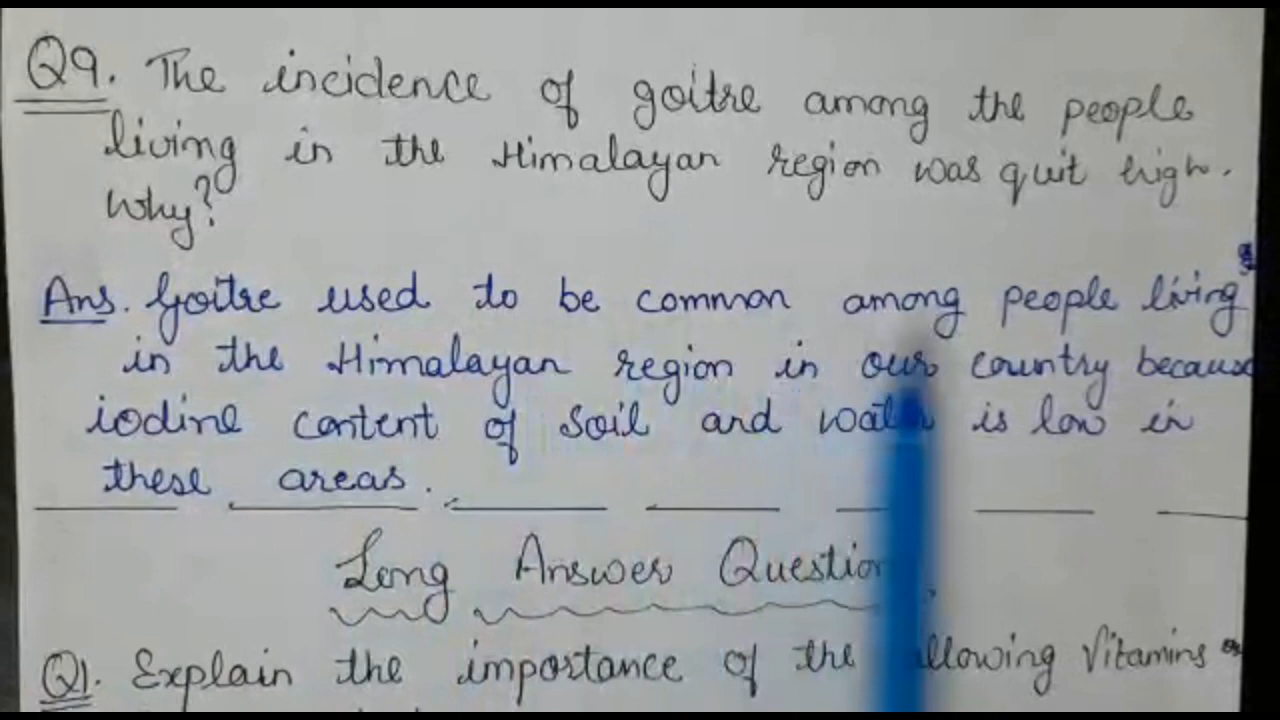 Q9. The incidence of goitre among the people
living in the Himalayan region was quit high.
Why?
Ans. Goitre used to be common among people living
in the Himalayan region in our country because
iodine content of soil and water is low in
these areas.
Long Answer Question
Q1. Explain the importance of the following Vitamins